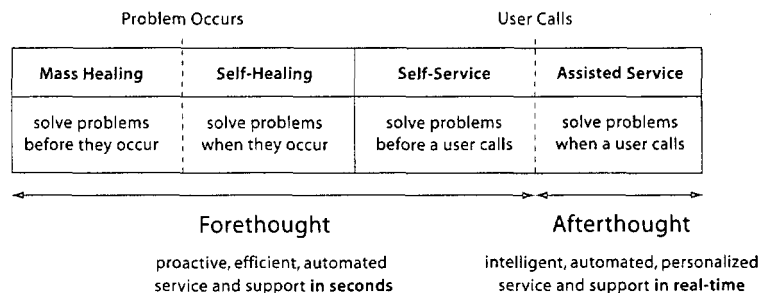 Problem Occurs User Calls
Mass Healing Self-Healing Self-Service Assisted Service
solve problems solve problems solve problems solve problems
before they occur when they occur before a user calls when a user calls
Forethought Afterthought
proactive, efficient, automated intelligent, automated, personalized
service and support in seconds service and support in real-time